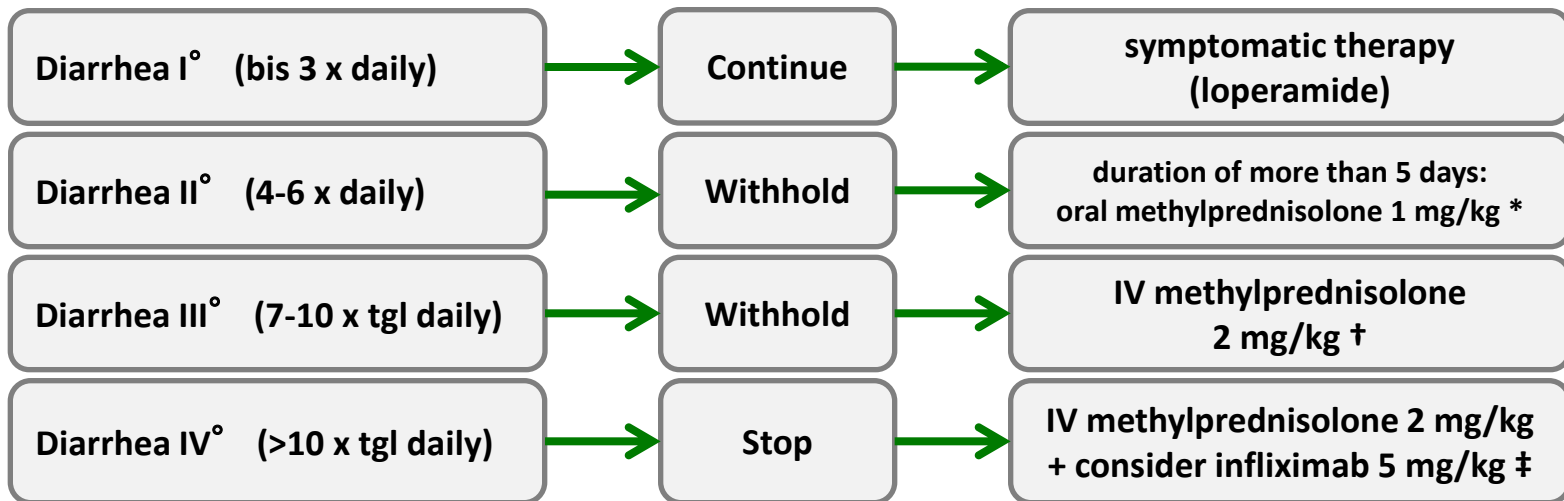 Diarrhea I° (bis 3 x daily)
Continue
symptomatic therapy
(loperamide)
Diarrhea II° (4-6 x daily)
Withhold
duration of more than 5 days:
oral methylprednisolone 1 mg/kg *
Diarrhea III° (7-10 x tgl daily)
Withhold
IV methylprednisolone
2 mg/kg †
Diarrhea IV° (>10 x tgl daily)
Stop
IV methylprednisolone 2 mg/kg
+ consider infliximab 5 mg/kg ‡